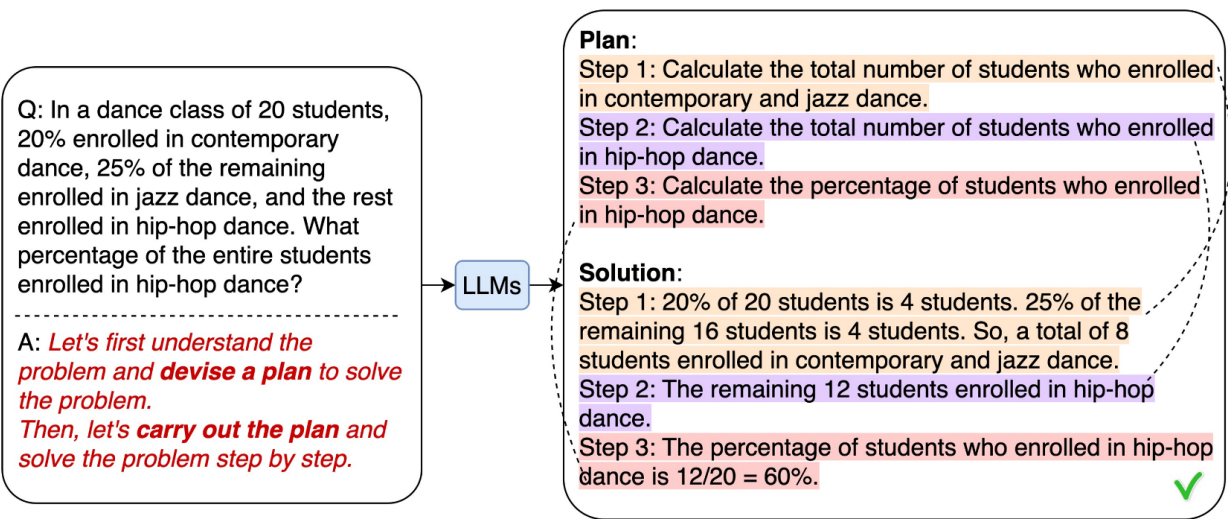 Q: In a dance class of 20 students,
20% enrolled in contemporary
dance, 25% of the remaining
enrolled in jazz dance, and the rest
enrolled in hip-hop dance. What
percentage of the entire students
enrolled in hip-hop dance?
A: Let's first understand the
problem and devise a plan to solve
the problem.
Then, let's carry out the plan and
solve the problem step by step.
LLMs
Plan:
Step 1: Calculate the total number of students who enrolled
in contemporary and jazz dance.
Step 2: Calculate the total number of students who enrolled
in hip-hop dance.
Step 3: Calculate the percentage of students who enrolled
in hip-hop dance.
Solution:
Step 1: 20% of 20 students is 4 students. 25% of the
remaining 16 students is 4 students. So, a total of 8
students enrolled in contemporary and jazz dance.
Step 2: The remaining 12 students enrolled in hip-hop
dance.
Step 3: The percentage of students who enrolled in hip-hop
dance is 12/20 = 60%.